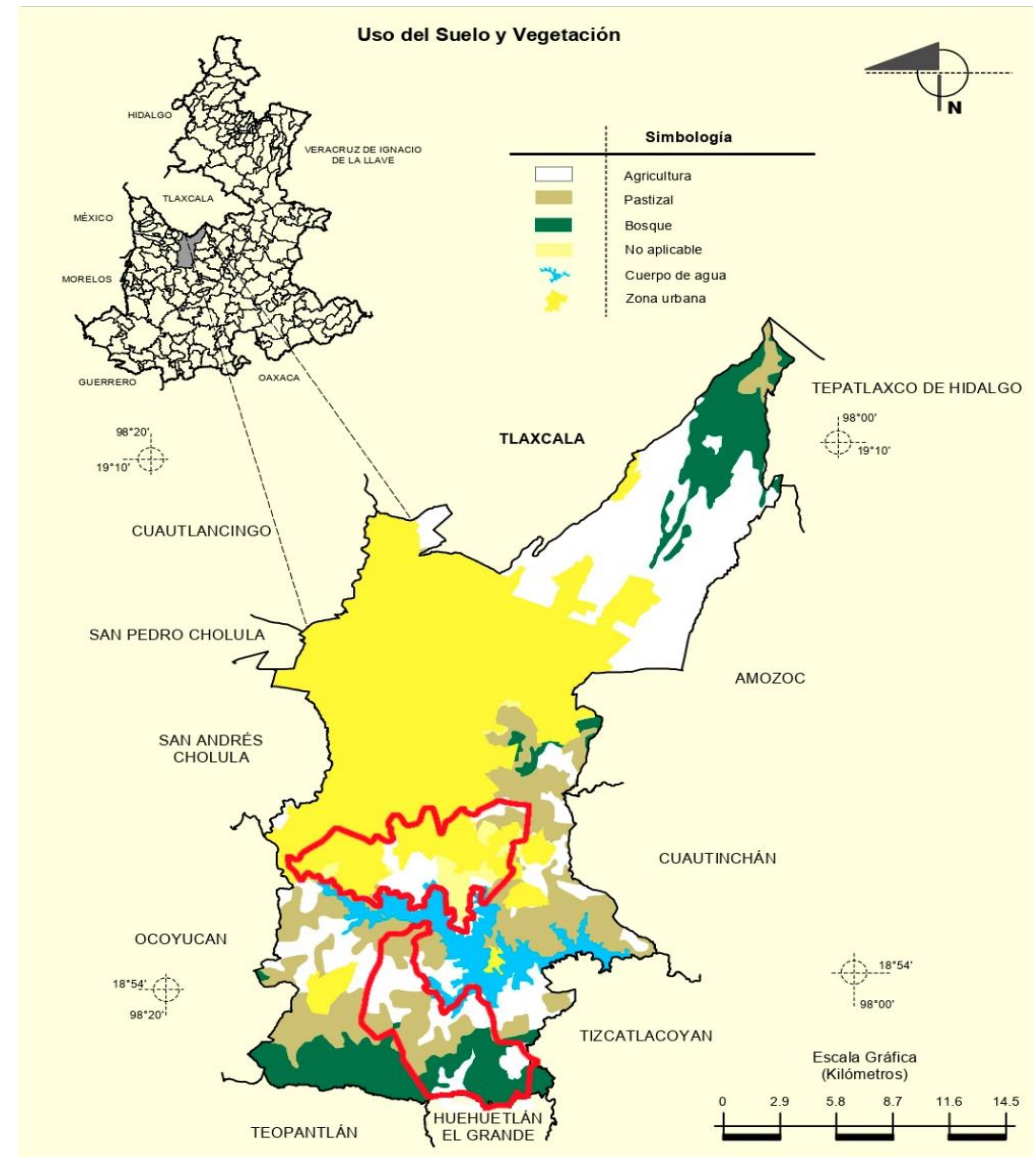 Uso del Suelo y Vegetación
N
HIDALGO
VERACRUZ DE IGNACIO
DE LA LLAVE
TLAXCALA
MÉXICO
MORELOS
GUERRERO
OAXACA
Simbología
Agricultura
Pastizal
Bosque
No aplicable
Cuerpo de agua
Zona urbana
TEPATLAXCO DE HIDALGO
98°00'
19°10'
98°20'
19°10'
TLAXCALA
CUAUTLANCINGO
SAN PEDRO CHOLULA
AMOZOC
SAN ANDRÉS
CHOLULA
CUAUTINCHÁN
OCOYUCAN
18°54'
98°20'
18°54'
98°00'
TIZCATLACOYAN
Escala Gráfica
(Kilómetros)
0 2.9 5.8 8.7 11.6 14.5
HUEHUETLÁN
EL GRANDE
TEOPANTLÁN